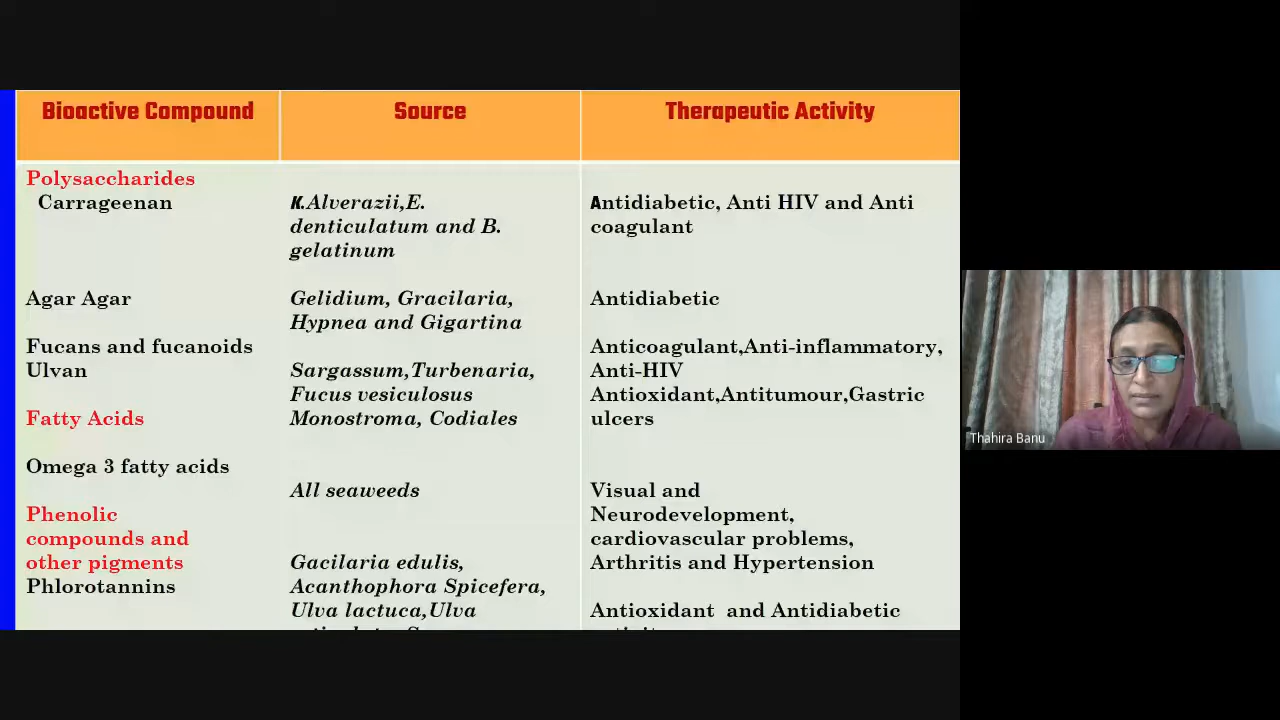 Bioactive Compound
Source
Therapeutic Activity
Polysaccharides
Carrageenan
K.Alverazii,E.
denticulatum and B.
gelatinum
Antidiabetic, Anti HIV and Anti
coagulant
Agar Agar
Gelidium, Gracilaria,
Hypnea and Gigartina
Antidiabetic
Fucans and fucanoids
Ulvan
Sargassum,Turbenaria,
Fucus vesiculosus
Monostroma, Codiales
Anticoagulant,Anti-inflammatory,
Anti-HIV
Antioxidant,Antitumour,Gastric
ulcers
Fatty Acids
Omega 3 fatty acids
All seaweeds
Visual and
Neurodevelopment,
cardiovascular problems,
Arthritis and Hypertension
Phenolic
compounds and
other pigments
Phlorotannins
Gacilaria edulis,
Acanthophora Spicefera,
Ulva lactuca,Ulva
Antioxidant and Antidiabetic
Thahira Banu